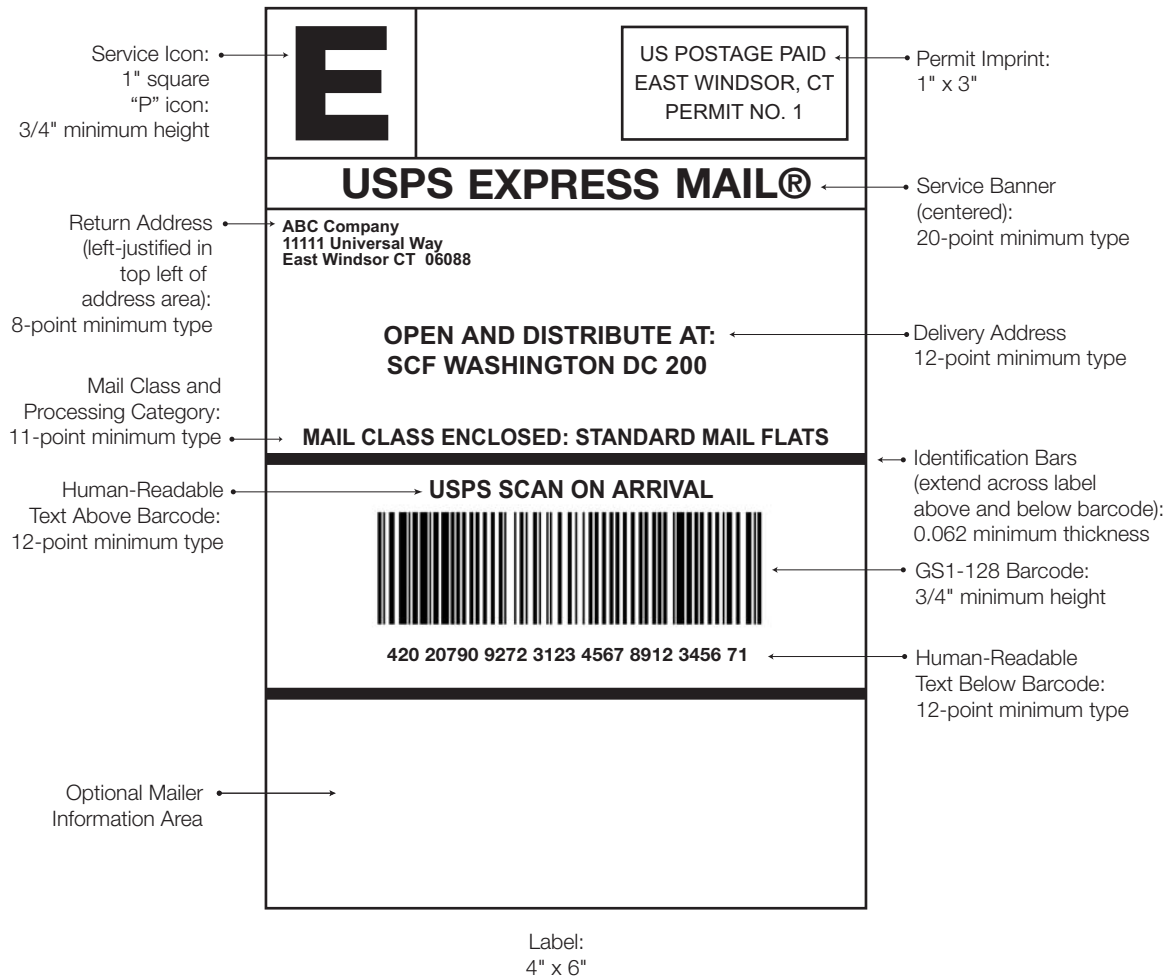 Service Icon:
1" square
“P” icon:
3/4" minimum height
E
US POSTAGE PAID
EAST WINDSOR, CT
PERMIT NO. 1
Permit Imprint:
1" x 3"
USPS EXPRESS MAIL®
Service Banner
(centered):
20-point minimum type
Return Address
(left-justified in
top left of
address area):
8-point minimum type
ABC Company
11111 Universal Way
East Windsor CT 06088
OPEN AND DISTRIBUTE AT:
SCF WASHINGTON DC 200
Delivery Address
12-point minimum type
Mail Class and
Processing Category:
11-point minimum type
MAIL CLASS ENCLOSED: STANDARD MAIL FLATS
Identification Bars
(extend across label
above and below barcode):
0.062 minimum thickness
Human-Readable
Text Above Barcode:
12-point minimum type
USPS SCAN ON ARRIVAL
GS1-128 Barcode:
3/4" minimum height
420 20790 9272 3123 4567 8912 3456 71
Human-Readable
Text Below Barcode:
12-point minimum type
Optional Mailer
Information Area
Label:
4" x 6"